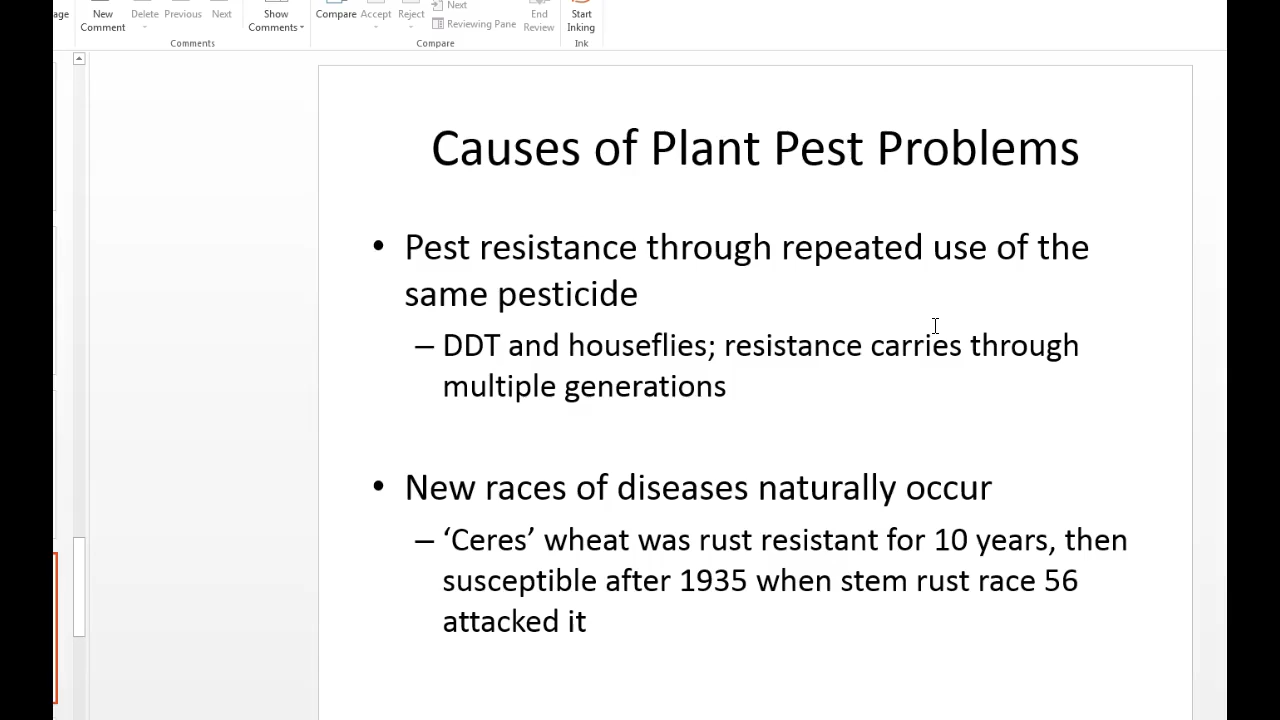 age
New
Comment
Delete
Previous
Next
Show
Comments
Comments
Compare
Accept
Reject
Next
Reviewing Pane
Compare
End
Review
Start
Inking
Ink
Causes of Plant Pest Problems
• Pest resistance through repeated use of the
same pesticide
– DDT and houseflies; resistance carries through
multiple generations
• New races of diseases naturally occur
– ‘Ceres’ wheat was rust resistant for 10 years, then
susceptible after 1935 when stem rust race 56
attacked it